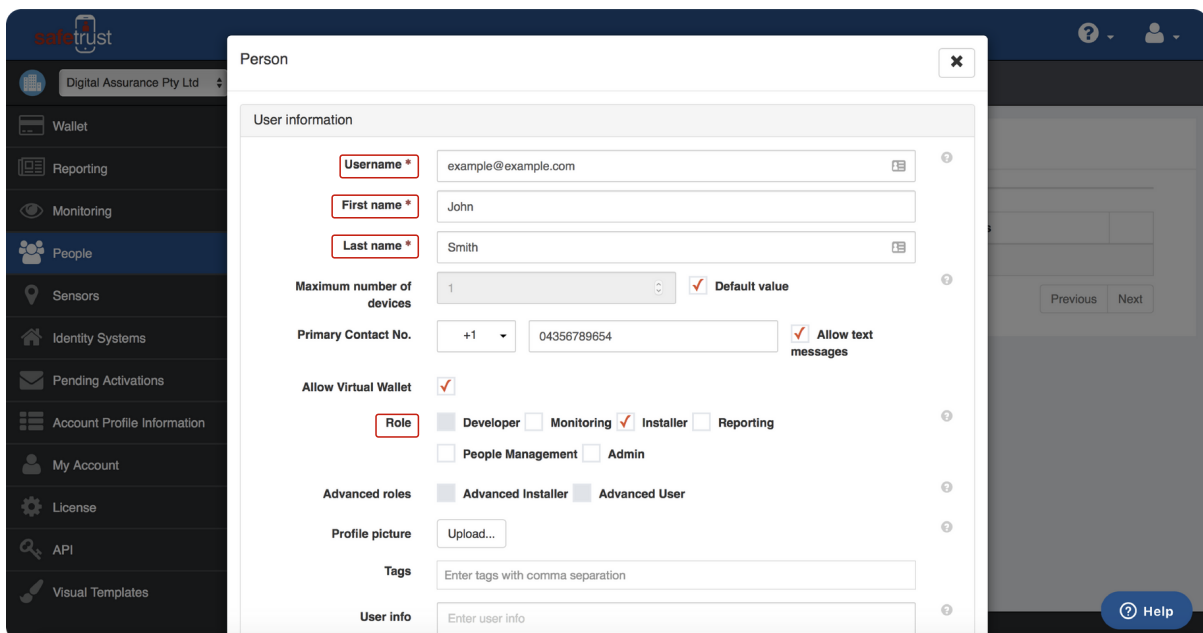 safetrust
Person
Digital Assurance Pty Ltd
Wallet
Reporting
Monitoring
People
Sensors
Identity Systems
Pending Activations
Account Profile Information
My Account
License
API
Visual Templates
User information
Username *
example@example.com
First name *
John
Last name *
Smith
Maximum number of
devices
1
Default value
Primary Contact No.
+1
04356789654
Allow text
messages
Allow Virtual Wallet
Role
Developer Monitoring Installer Reporting
People Management Admin
Advanced roles
Advanced Installer Advanced User
Profile picture
Upload...
Tags
Enter tags with comma separation
User info
Enter user info
s
Previous Next
? Help